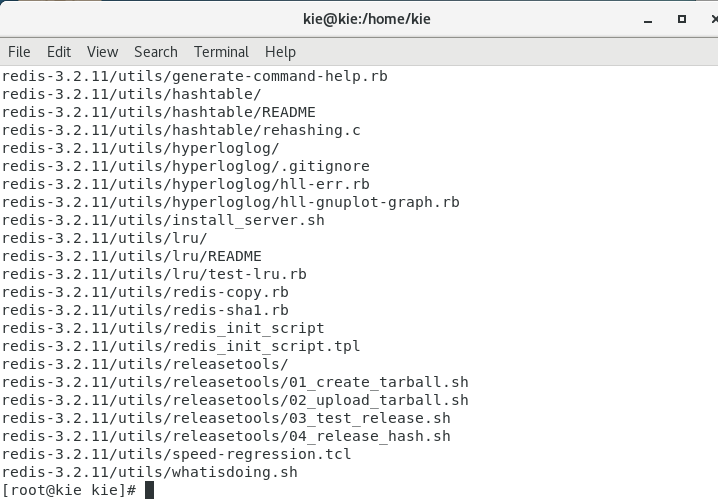 kie@kie:/home/kie
File Edit View Search Terminal Help
redis-3.2.11/utils/generate-command-help.rb
redis-3.2.11/utils/hashtable/
redis-3.2.11/utils/hashtable/README
redis-3.2.11/utils/hashtable/rehashing.c
redis-3.2.11/utils/hyperloglog/
redis-3.2.11/utils/hyperloglog/.gitignore
redis-3.2.11/utils/hyperloglog/hll-err.rb
redis-3.2.11/utils/hyperloglog/hll-gnuplot-graph.rb
redis-3.2.11/utils/install_server.sh
redis-3.2.11/utils/lru/
redis-3.2.11/utils/lru/README
redis-3.2.11/utils/lru/test-lru.rb
redis-3.2.11/utils/redis-copy.rb
redis-3.2.11/utils/redis-sha1.rb
redis-3.2.11/utils/redis_init_script
redis-3.2.11/utils/redis_init_script.tpl
redis-3.2.11/utils/releasetools/
redis-3.2.11/utils/releasetools/01_create_tarball.sh
redis-3.2.11/utils/releasetools/02_upload_tarball.sh
redis-3.2.11/utils/releasetools/03_test_release.sh
redis-3.2.11/utils/releasetools/04_release_hash.sh
redis-3.2.11/utils/speed-regression.tcl
redis-3.2.11/utils/whatisdoing.sh
[root@kie kie]#